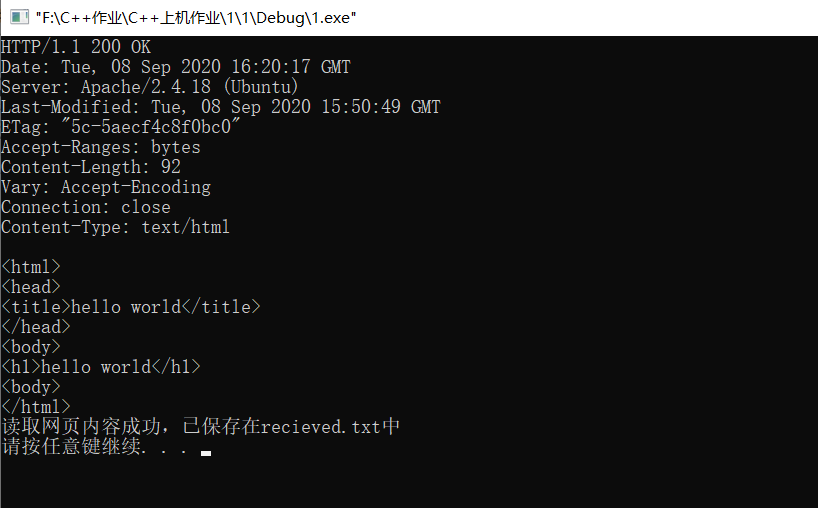 "F:\C++作业\C++上机作业\1\1\Debug\1.exe"
HTTP/1.1 200 OK
Date: Tue, 08 Sep 2020 16:20:17 GMT
Server: Apache/2.4.18 (Ubuntu)
Last-Modified: Tue, 08 Sep 2020 15:50:49 GMT
ETag: "5c-5aecf4c8f0bc0"
Accept-Ranges: bytes
Content-Length: 92
Vary: Accept-Encoding
Connection: close
Content-Type: text/html

<html>
<head>
<title>hello world</title>
</head>
<body>
<h1>hello world</h1>
<body>
</html>
读取网页内容成功，已保存在recieved.txt中
请按任意键继续. . .